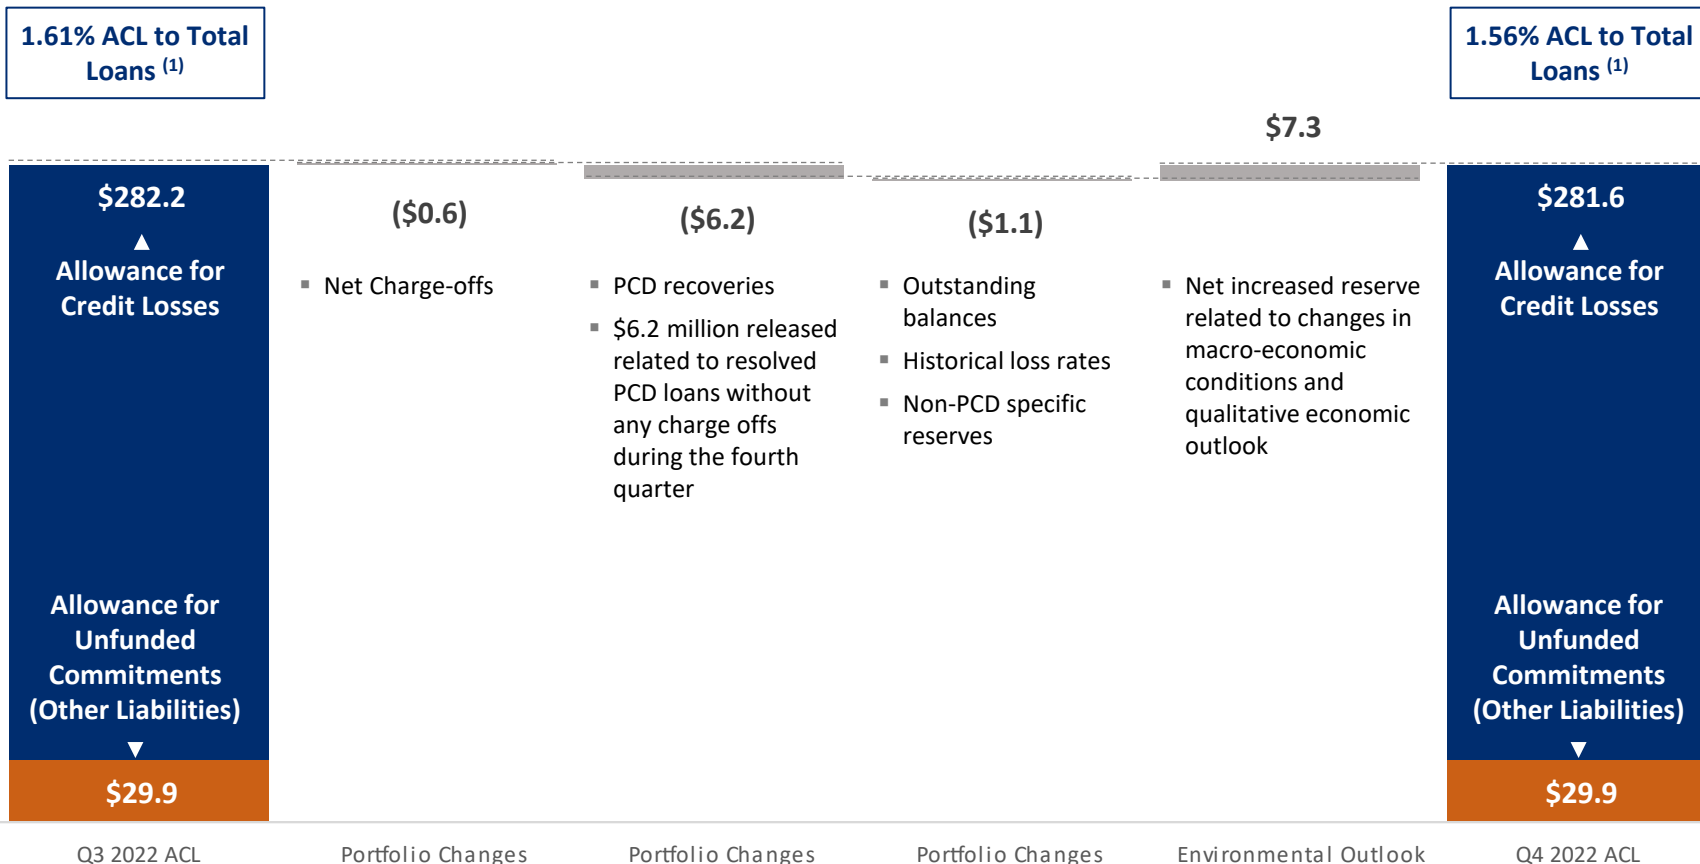 1.61% ACL to Total
Loans (1)
1.56% ACL to Total
Loans (1)
$7.3
$282.2
▲
Allowance for
Credit Losses
Allowance for
Unfunded
Commitments
(Other Liabilities)
▼
$29.9
($0.6)
▪ Net Charge-offs
($6.2)
▪ PCD recoveries
▪ $6.2 million released
related to resolved
PCD loans without
any charge offs
during the fourth
quarter
($1.1)
▪ Outstanding
balances
▪ Historical loss rates
▪ Non-PCD specific
reserves
▪ Net increased reserve
related to changes in
macro-economic
conditions and
qualitative economic
outlook
$281.6
▲
Allowance for
Credit Losses
Allowance for
Unfunded
Commitments
(Other Liabilities)
▼
$29.9
Q3 2022 ACL
Portfolio Changes
Portfolio Changes
Portfolio Changes
Environmental Outlook
Q4 2022 ACL